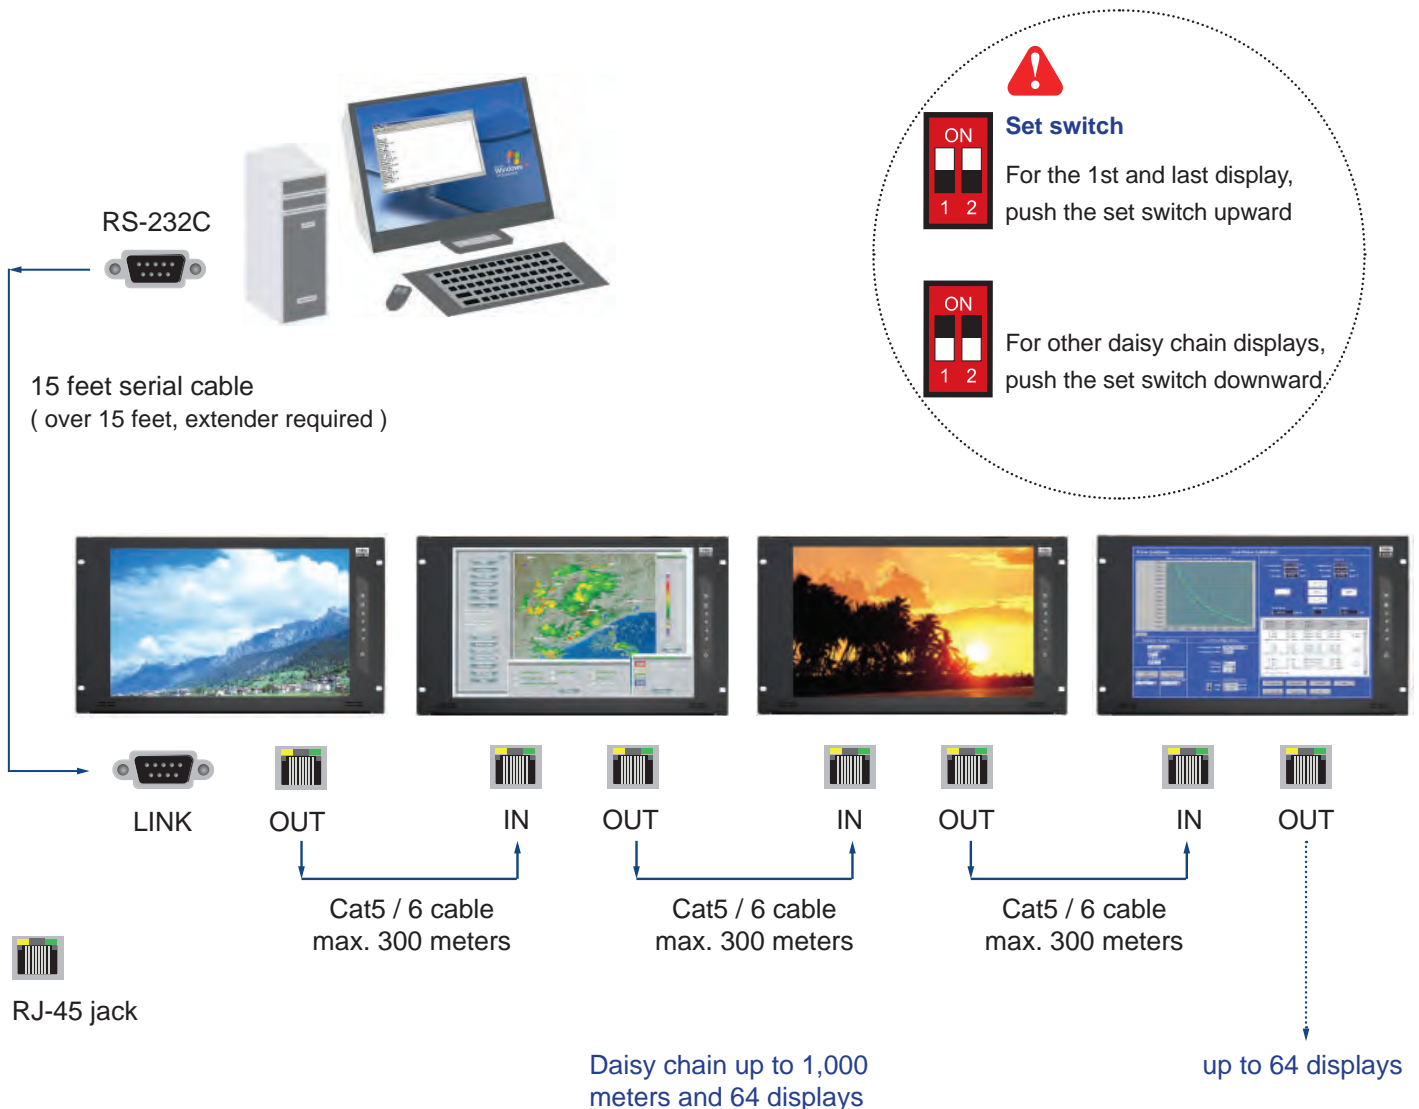 Set switch
ON
1 2
For the 1st and last display,
push the set switch upward
ON
1 2
For other daisy chain displays,
push the set switch downward.
RS-232C
Windows
15 feet serial cable
( over 15 feet, extender required )
LINK
OUT
IN
OUT
IN
OUT
IN
OUT
Cat5 / 6 cable
max. 300 meters
Cat5 / 6 cable
max. 300 meters
Cat5 / 6 cable
max. 300 meters
RJ-45 jack
Daisy chain up to 1,000
meters and 64 displays
up to 64 displays